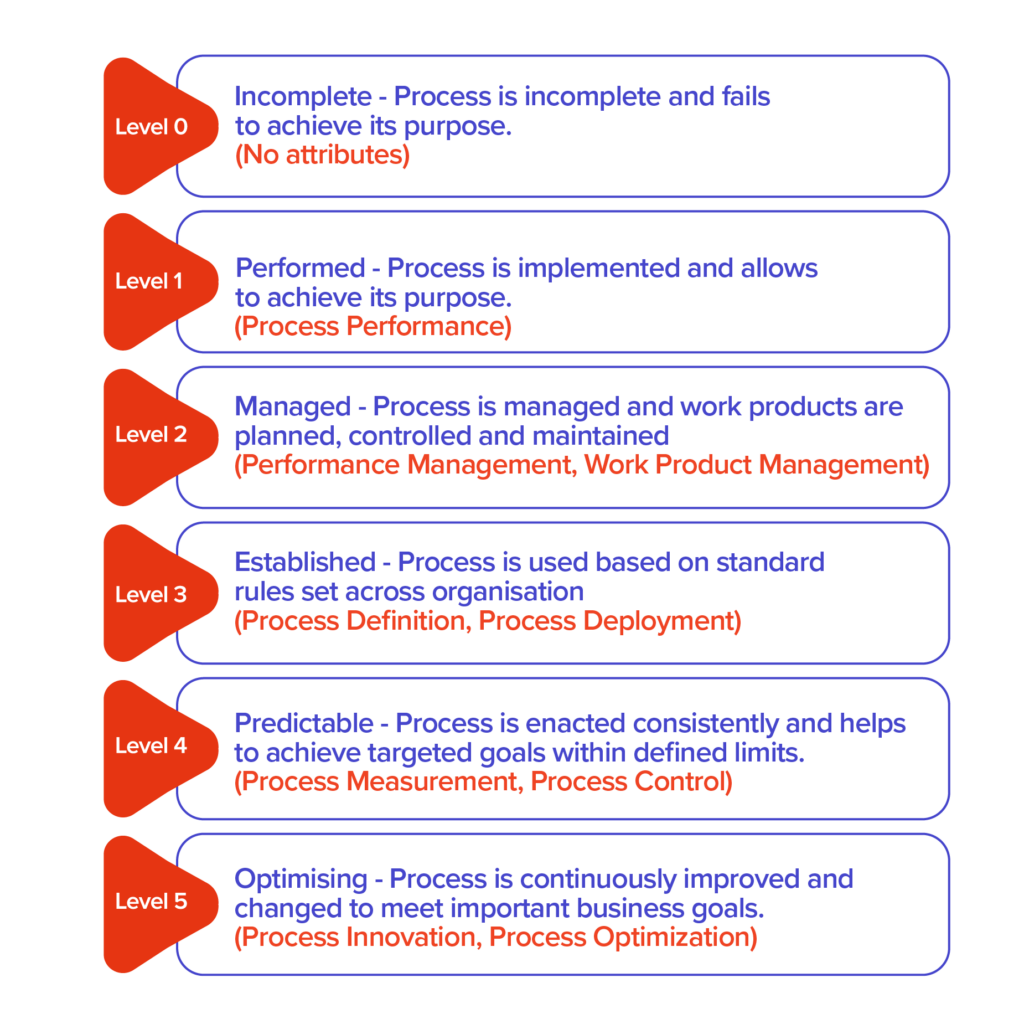 Level 0
Incomplete - Process is incomplete and fails
to achieve its purpose.
(No attributes)
Level 1
Performed - Process is implemented and allows
to achieve its purpose.
(Process Performance)
Level 2
Managed - Process is managed and work products are
planned, controlled and maintained
(Performance Management, Work Product Management)
Level 3
Established - Process is used based on standard
rules set across organisation
(Process Definition, Process Deployment)
Level 4
Predictable - Process is enacted consistently and helps
to achieve targeted goals within defined limits.
(Process Measurement, Process Control)
Level 5
Optimising - Process is continuously improved and
changed to meet important business goals.
(Process Innovation, Process Optimization)